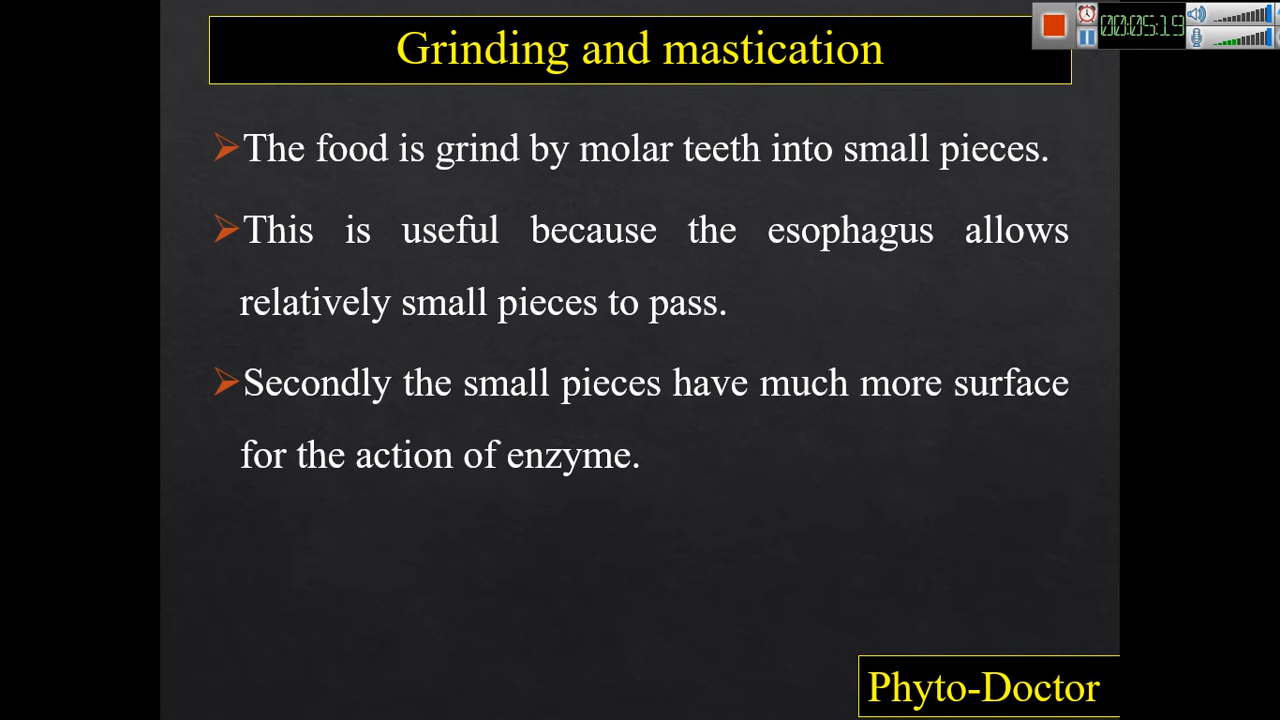 Grinding and mastication
00:05:19
The food is grind by molar teeth into small pieces.
This is useful because the esophagus allows
relatively small pieces to pass.
Secondly the small pieces have much more surface
for the action of enzyme.
Phyto-Doctor